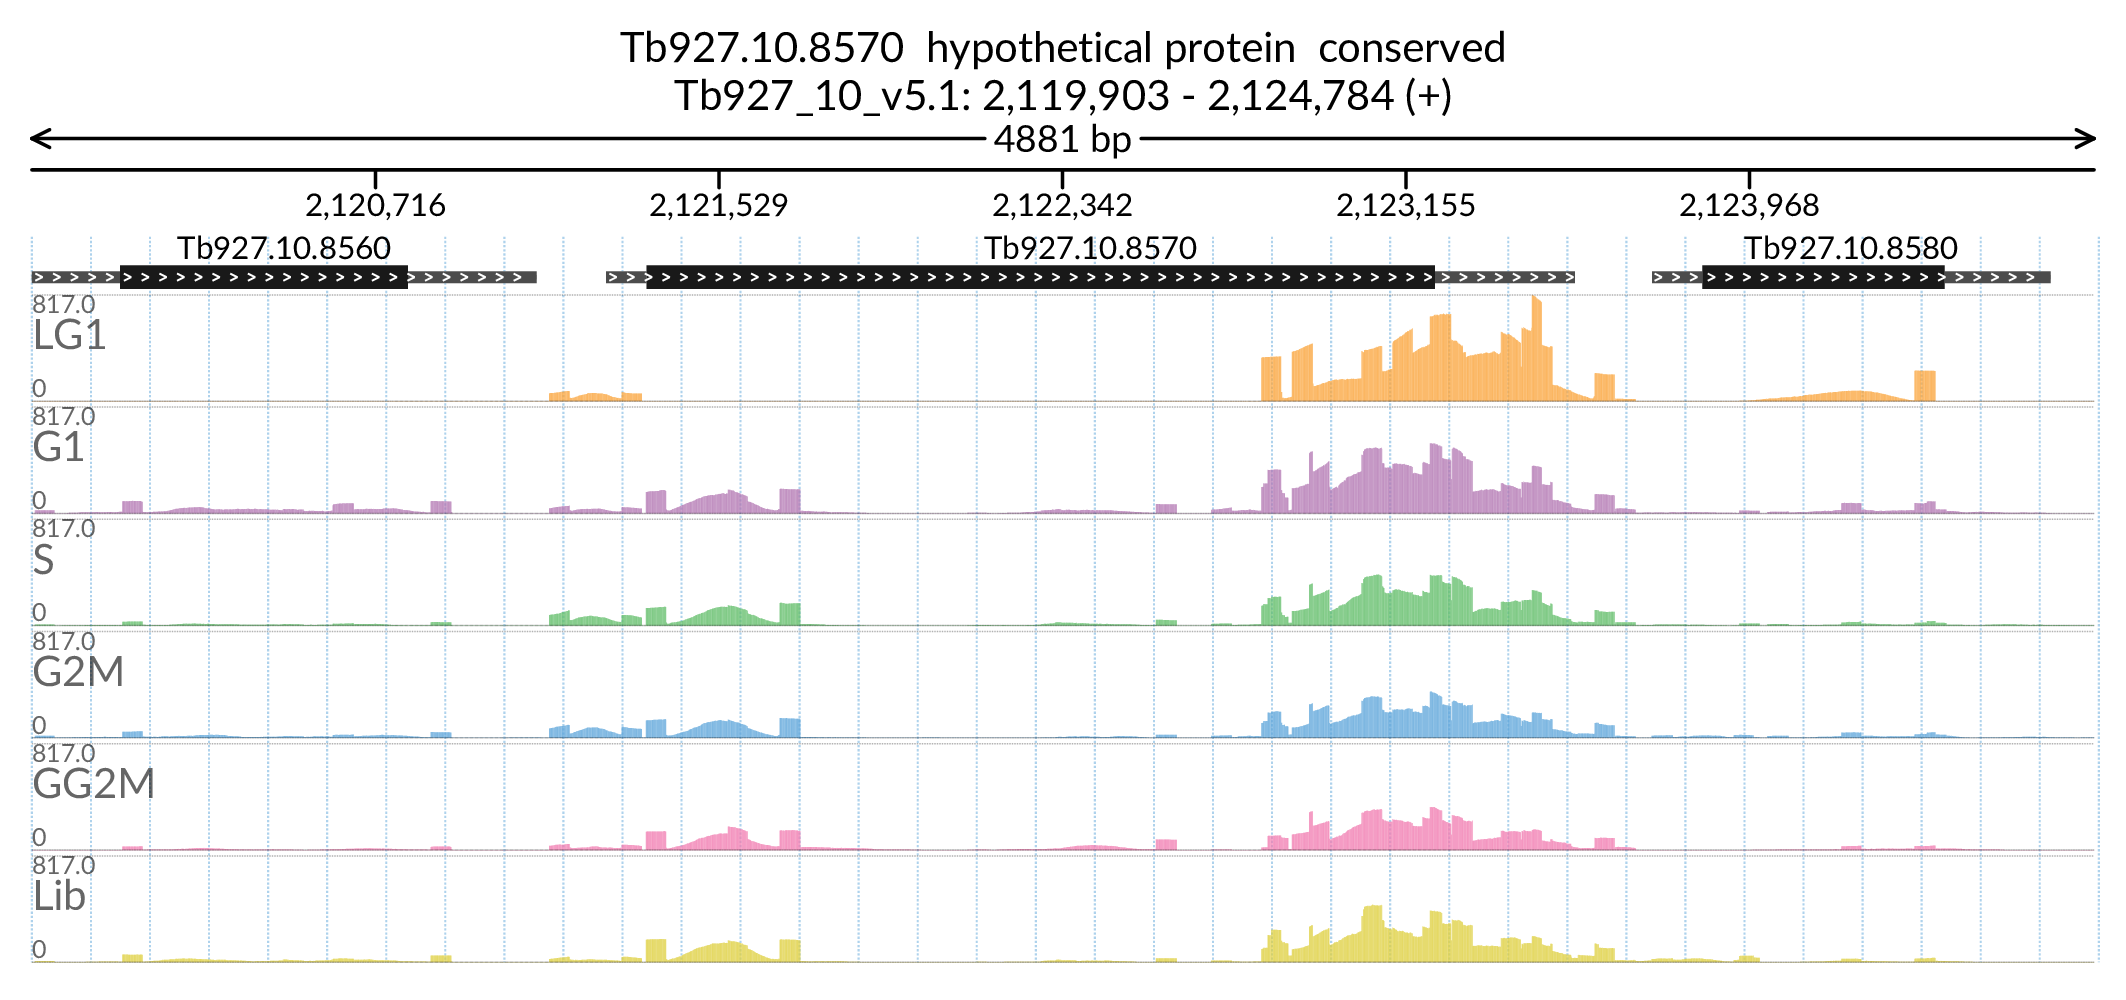 Tb927.10.8570 hypothetical protein conserved
Tb927_10_v5.1: 2,119,903 - 2,124,784 (+)
4881 bp
2,120,716 2,121,529 2,122,342 2,123,155 2,123,968
Tb927.10.8560 Tb927.10.8570 Tb927.10.8580
817.0
LG1
0
817.0
G1
0
817.0
S
0
817.0
G2M
0
817.0
GG2M
0
817.0
Lib
0